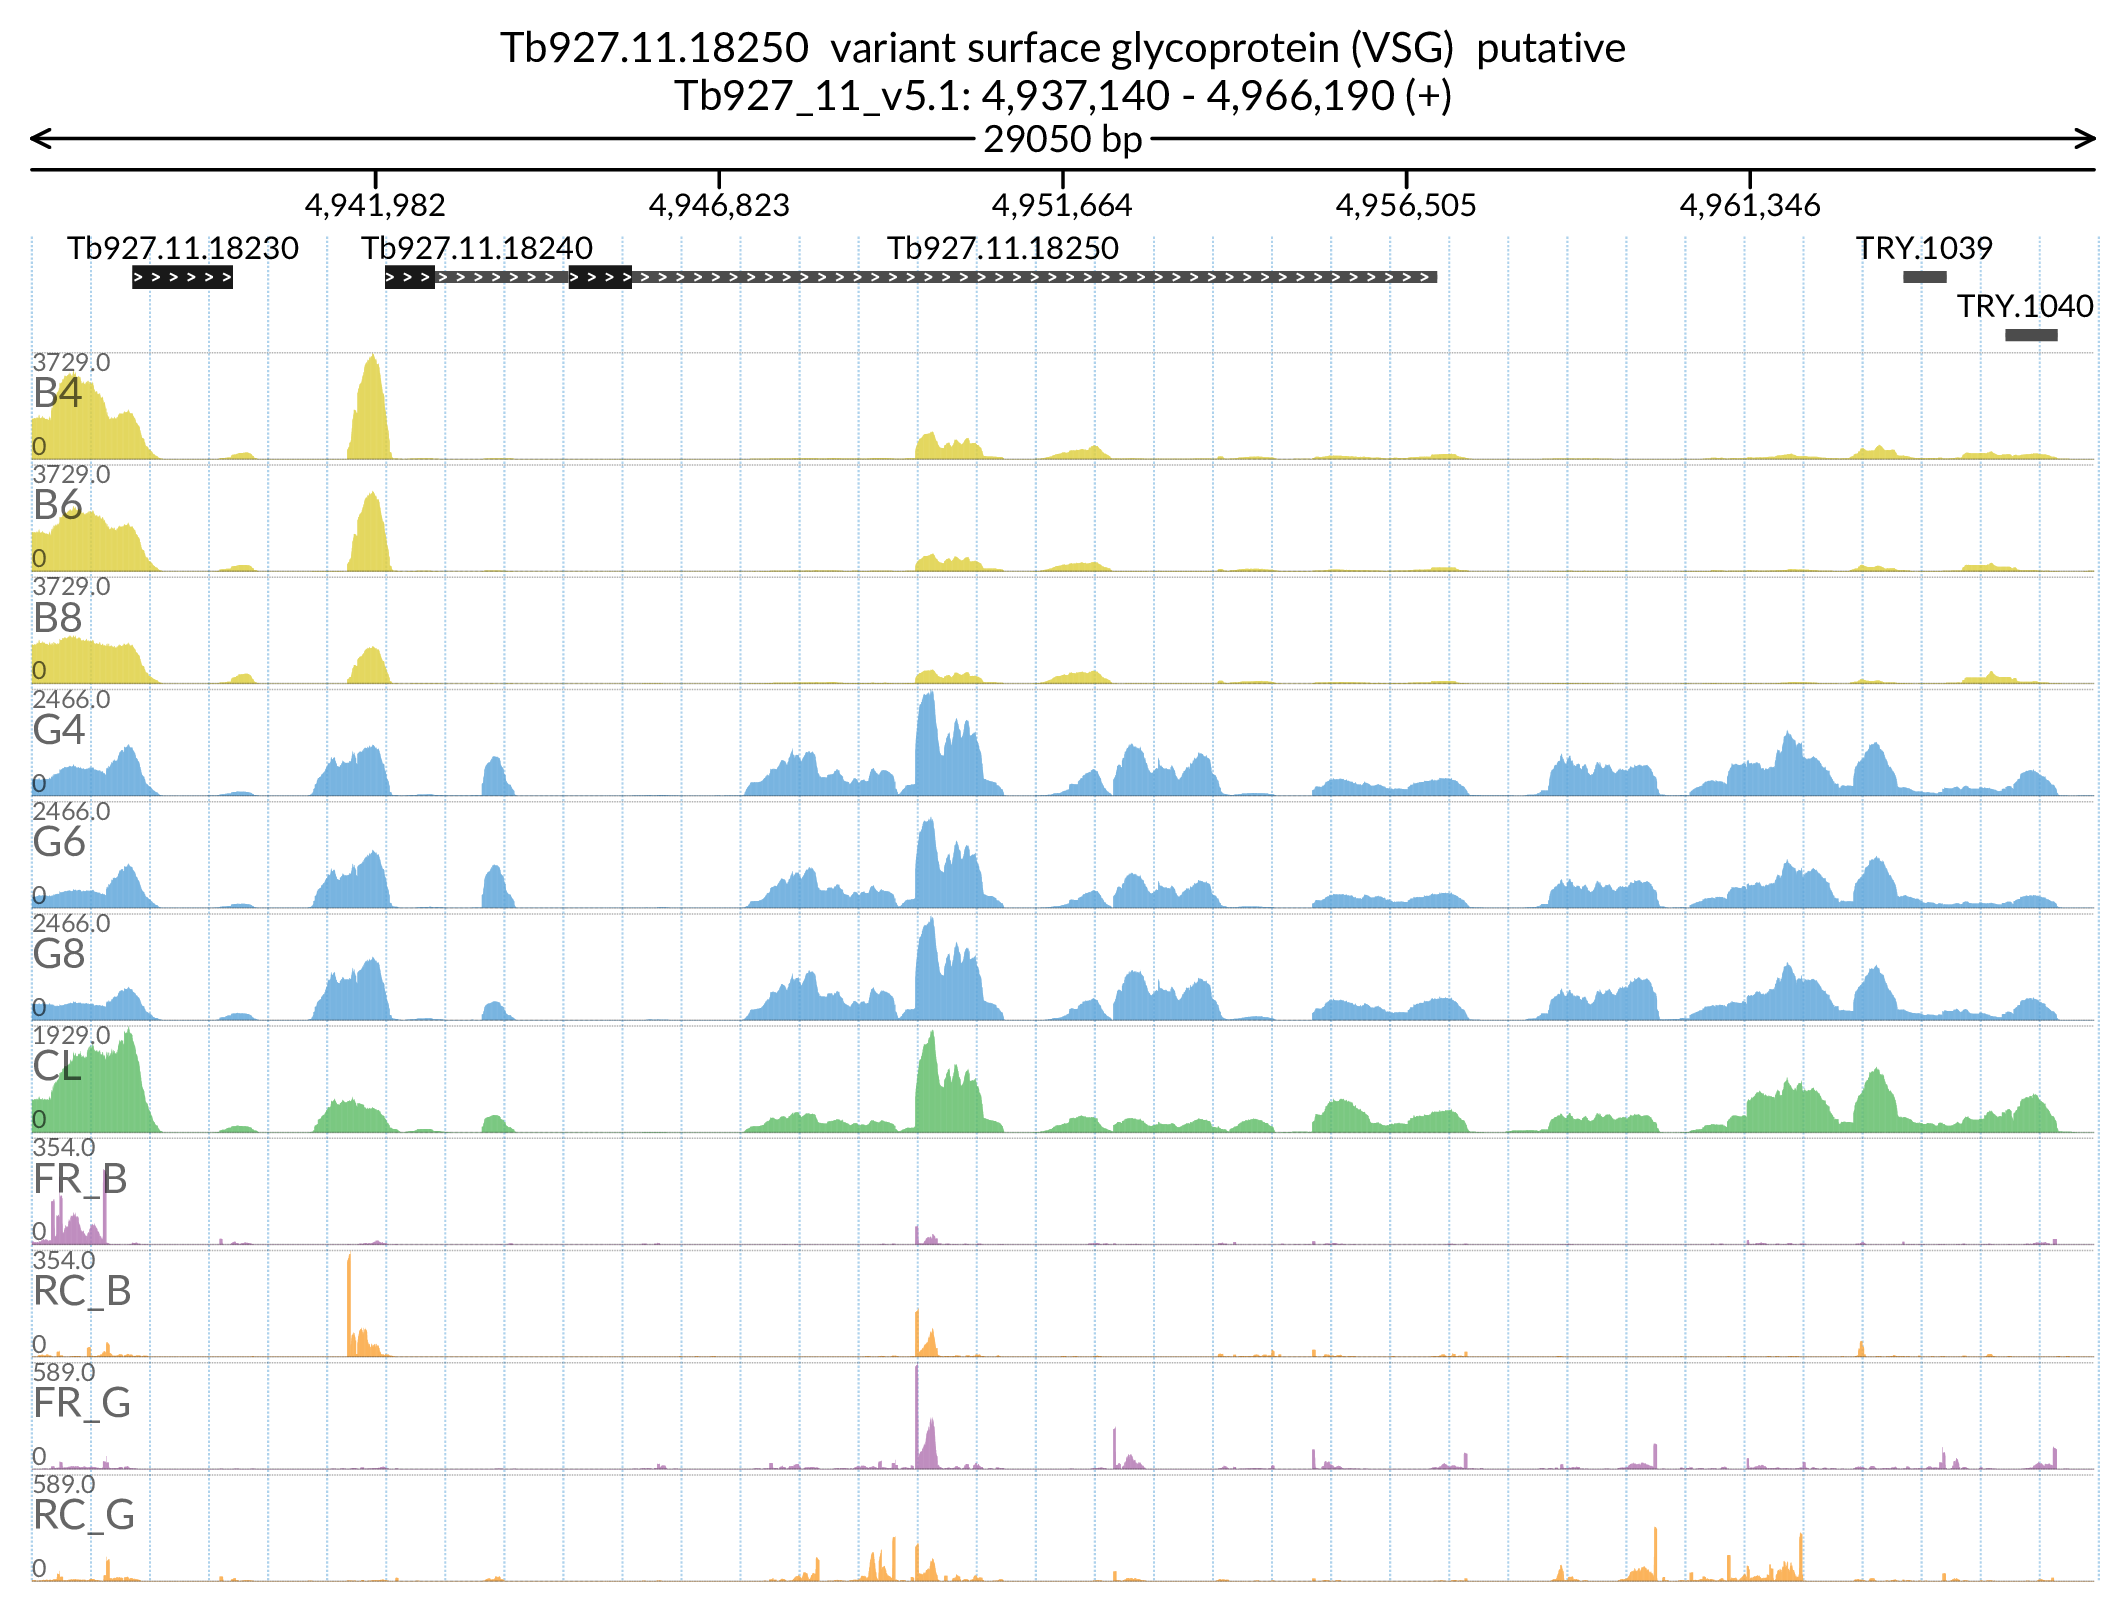 Tb927.11.18250 variant surface glycoprotein (VSG) putative
Tb927_11_v5.1: 4,937,140 - 4,966,190 (+)
29050 bp
4,941,982 4,946,823 4,951,664 4,956,505 4,961,346
Tb927.11.18230 Tb927.11.18240 Tb927.11.18250 TRY.1039
TRY.1040
3729.0
B4
0
3729.0
B6
0
3729.0
B8
0
2466.0
G4
0
2466.0
G6
0
2466.0
G8
0
1929.0
CL
0
354.0
FR_B
0
354.0
RC_B
0
589.0
FR_G
0
589.0
RC_G
0